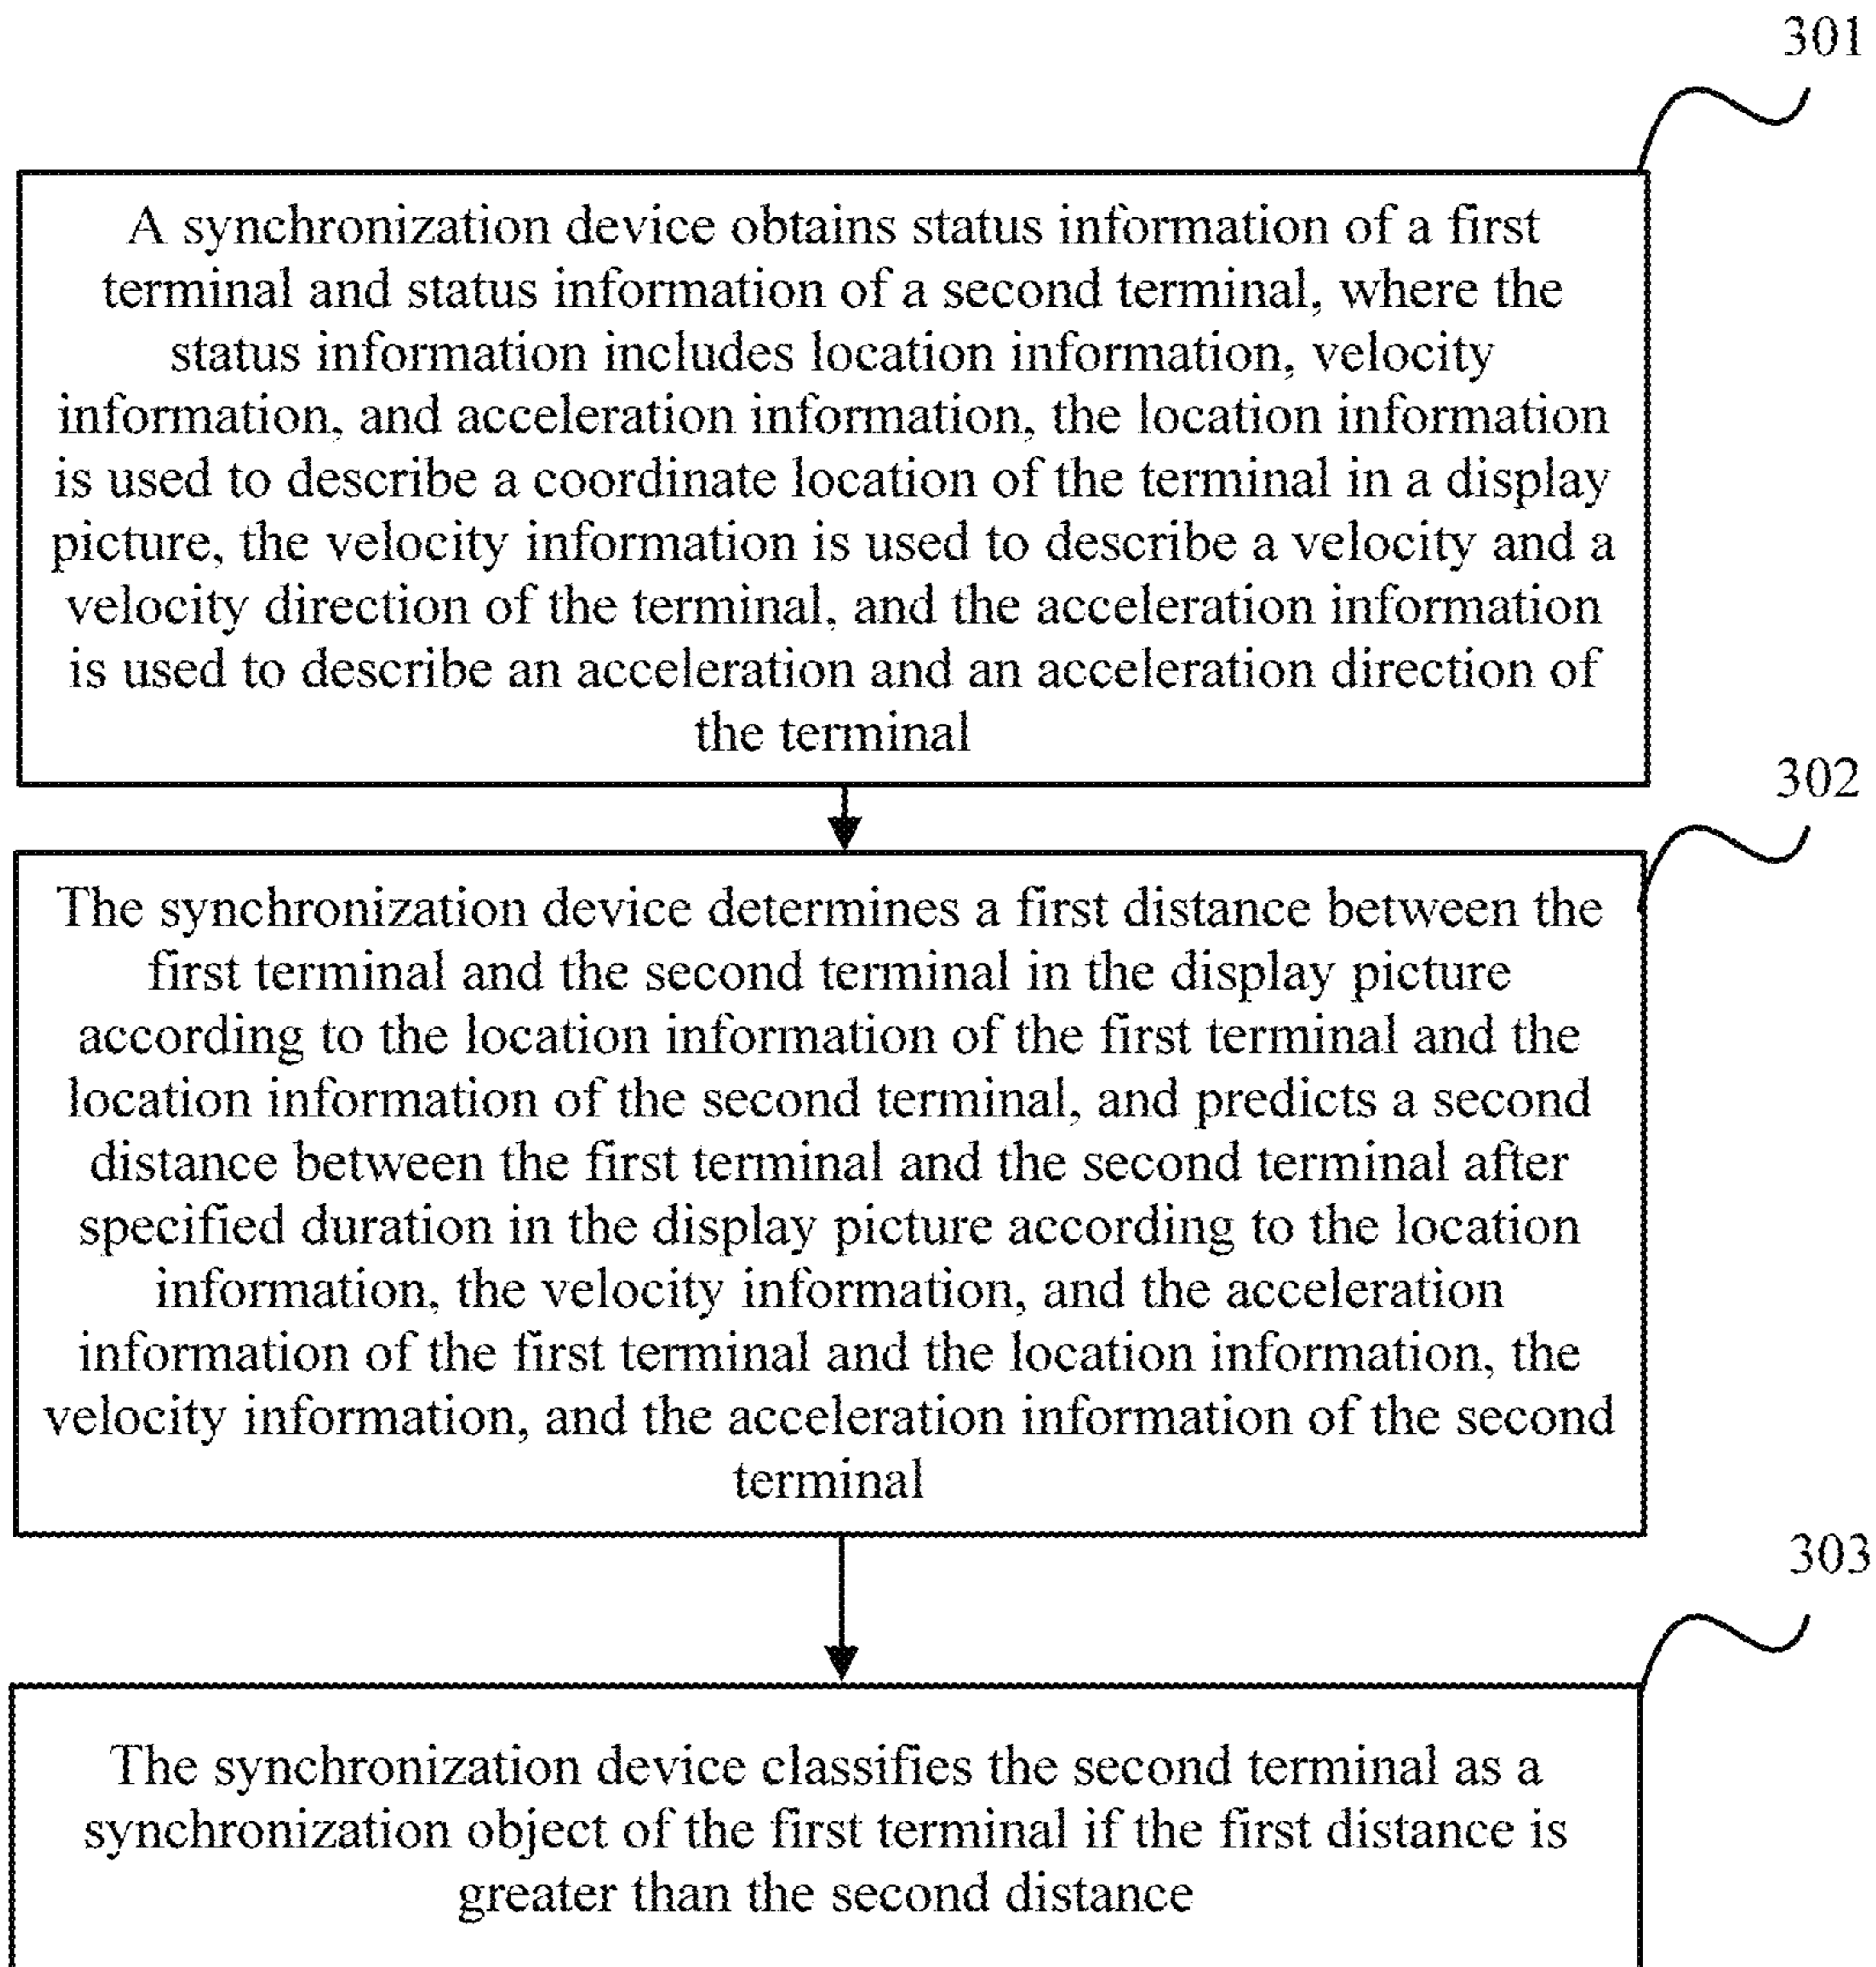 301
A synchronization device obtains status information of a first
terminal and status information of a second terminal, where the
status information includes location information, velocity
information, and acceleration information, the location information
is used to describe a coordinate location of the terminal in a display
picture, the velocity information is used to describe a velocity and a
velocity direction of the terminal, and the acceleration information
is used to describe an acceleration and an acceleration direction of
the terminal
302
The synchronization device determines a first distance between the
first terminal and the second terminal in the display picture
according to the location information of the first terminal and the
location information of the second terminal, and predicts a second
distance between the first terminal and the second terminal after
specified duration in the display picture according to the location
information, the velocity information, and the acceleration
information of the first terminal and the location information, the
velocity information, and the acceleration information of the second
terminal
303
The synchronization device classifies the second terminal as a
synchronization object of the first terminal if the first distance is
greater than the second distance